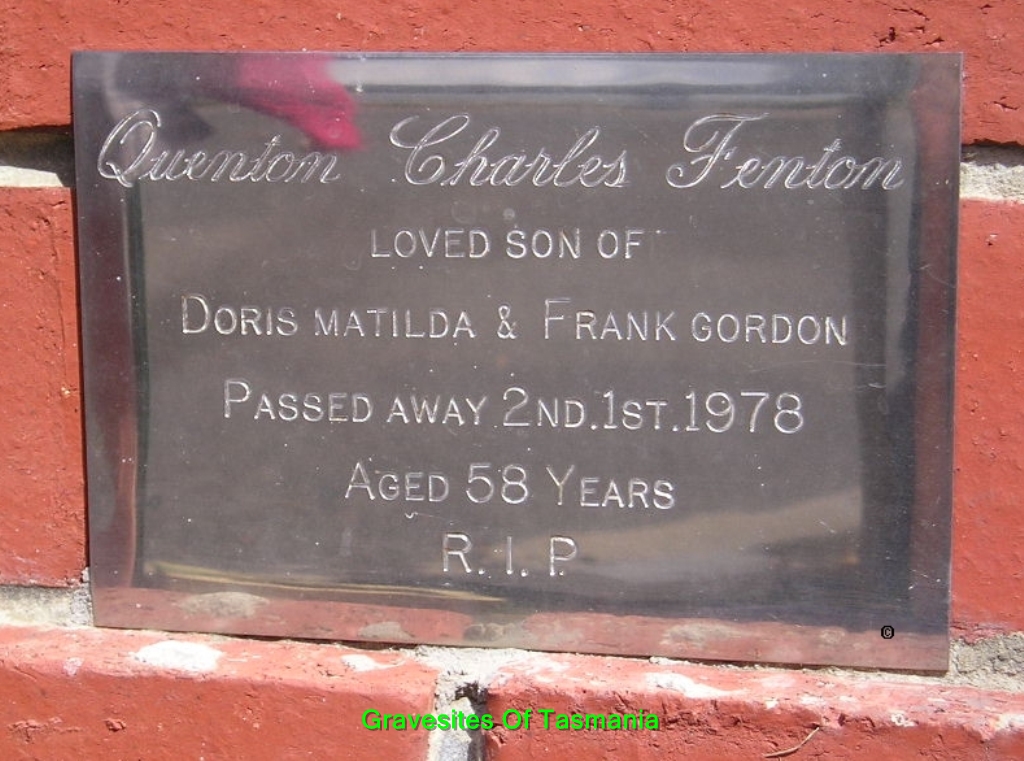 Quenton Charles Fenton
LOVED SON OF
DORIS MATILDA & FRANK GORDON
PASSED AWAY 2ND.1ST.1978
AGED 58 YEARS
R.I.P.
©
Gravesites Of Tasmania